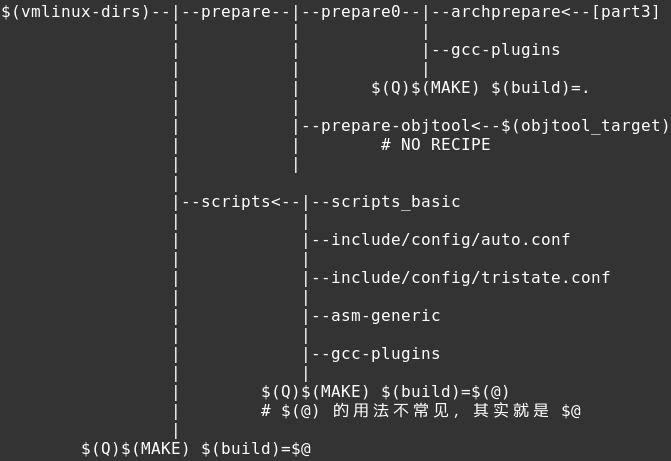 $(vmlinux-dirs)--|--prepare--|--prepare0--|--archprepare<--[part3]
                 |           |            |
                 |           |            |--gcc-plugins
                 |           |            |
                 |           |       $(Q)$(MAKE) $(build)=.
                 |           |
                 |           |--prepare-objtool<--$(objtool_target)
                 |           |        # NO RECIPE
                 |           |
                 |
                 |--scripts<--|--scripts_basic
                 |            |
                 |            |--include/config/auto.conf
                 |            |
                 |            |--include/config/tristate.conf
                 |            |
                 |            |--asm-generic
                 |            |
                 |            |--gcc-plugins
                 |            |
                 |        $(Q)$(MAKE) $(build)=$(@)
                 |        # $(@) 的用法不常见，其实就是 $@
                 |
        $(Q)$(MAKE) $(build)=$@